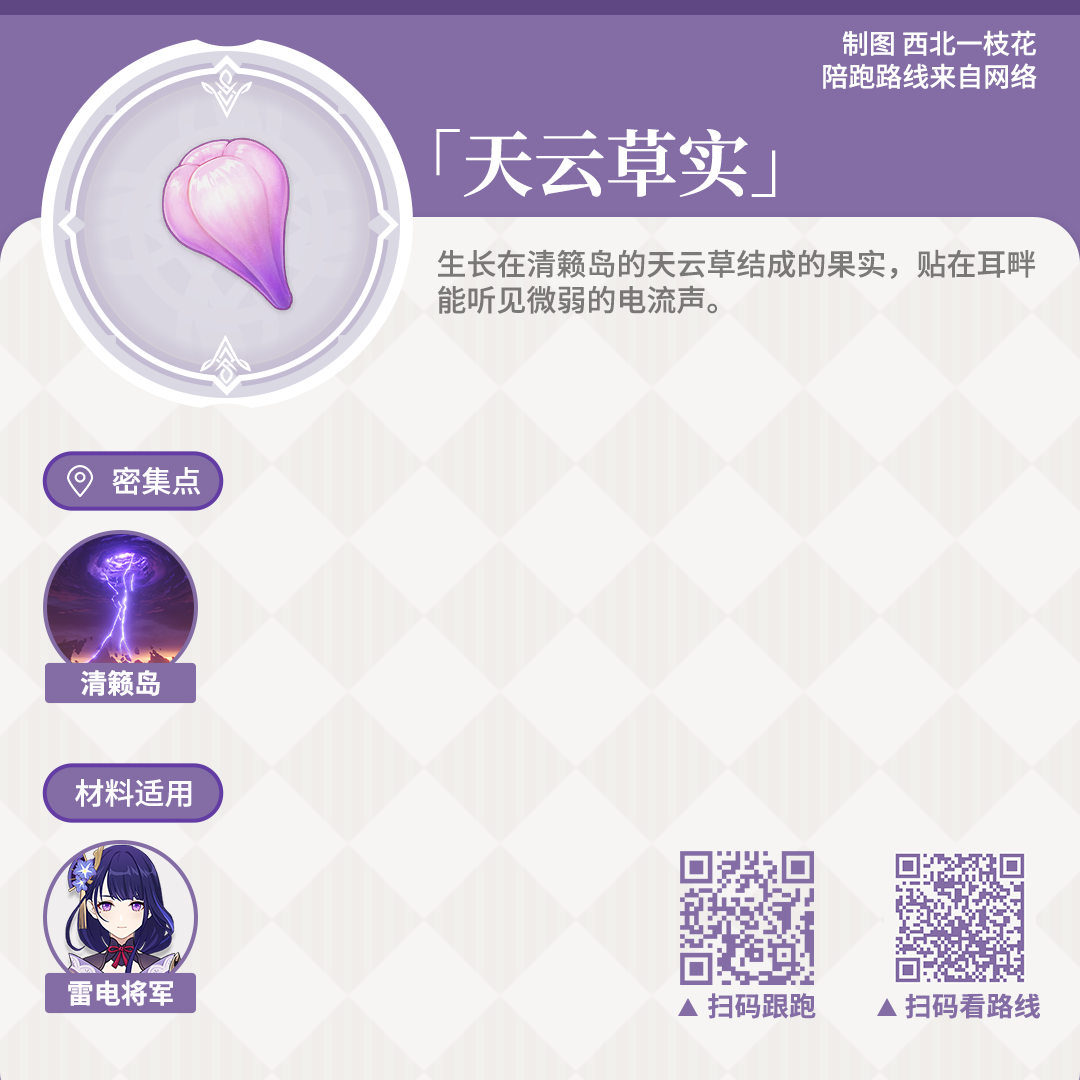 制图 西北一枝花
陪跑路线来自网络
「天云草实」
生长在清籁岛的天云草结成的果实，贴在耳畔
能听见微弱的电流声。
密集点
清籁岛
材料适用
雷电将军
▲ 扫码跟跑
▲ 扫码看路线